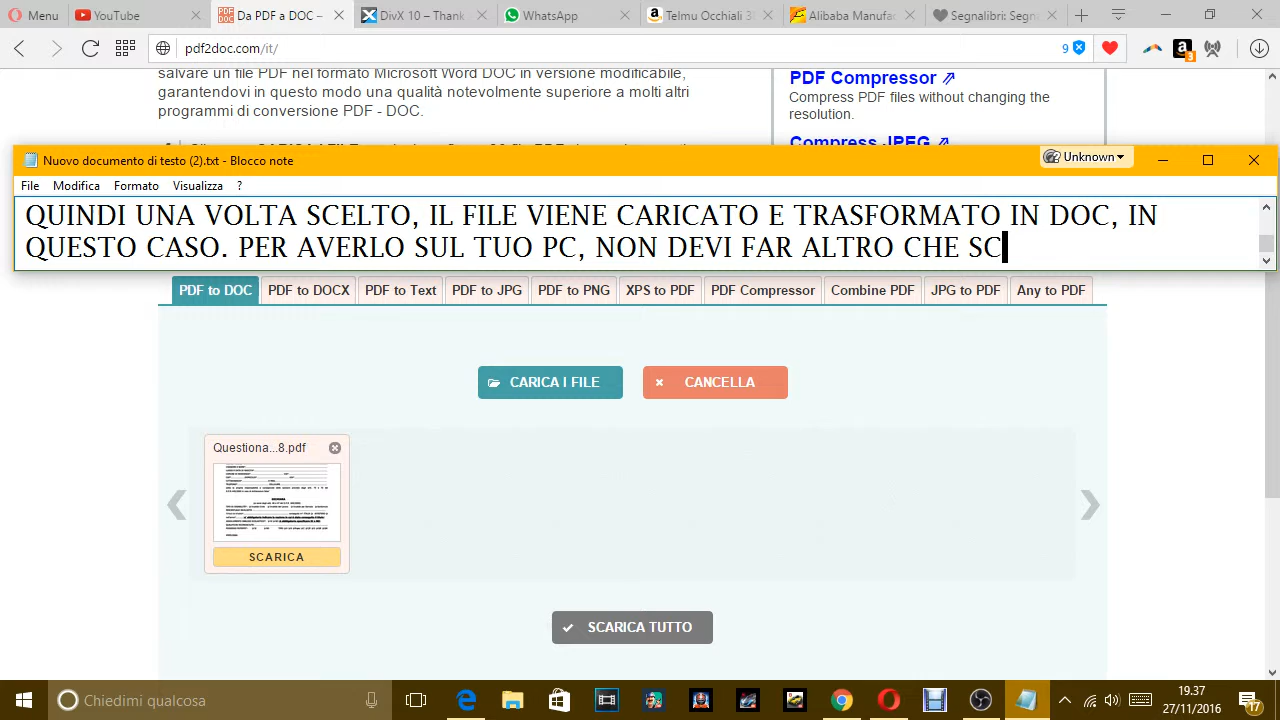 Menu
YouTube
Da PDF a DOC –
DivX 10 – Thank
WhatsApp
Telmu Occhiali 3
Alibaba Manufac
Segnalibri: Segna
pdf2doc.com/it/
9
3
salvare un file PDF nel formato Microsoft Word DOC in versione modificabile,
garantendovi in questo modo una qualità notevolmente superiore a molti altri
programmi di conversione PDF - DOC.
PDF Compressor
Compress PDF files without changing the
resolution.
Compress JPEG
Nuovo documento di testo (2).txt - Blocco note
Unknown
File Modifica Formato Visualizza ?
QUINDI UNA VOLTA SCELTO, IL FILE VIENE CARICATO E TRASFORMATO IN DOC, IN
QUESTO CASO. PER AVERLO SUL TUO PC, NON DEVI FAR ALTRO CHE SC
PDF to DOC PDF to DOCX PDF to Text PDF to JPG PDF to PNG XPS to PDF PDF Compressor Combine PDF JPG to PDF Any to PDF
CARICA I FILE
CANCELLA
Questiona...8.pdf
SCARICA
SCARICA TUTTO
Chiedimi qualcosa
19.37
27/11/2016
17